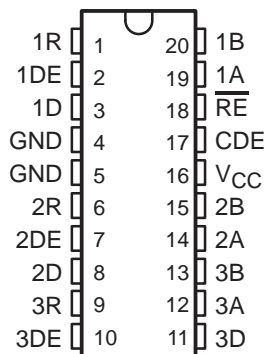 1R 1 20 1B
1DE 2 19 1A
1D 3 18 R̅E̅
GND 4 17 CDE
GND 5 16 VCC
2R 6 15 2B
2DE 7 14 2A
2D 8 13 3B
3R 9 12 3A
3DE 10 11 3D